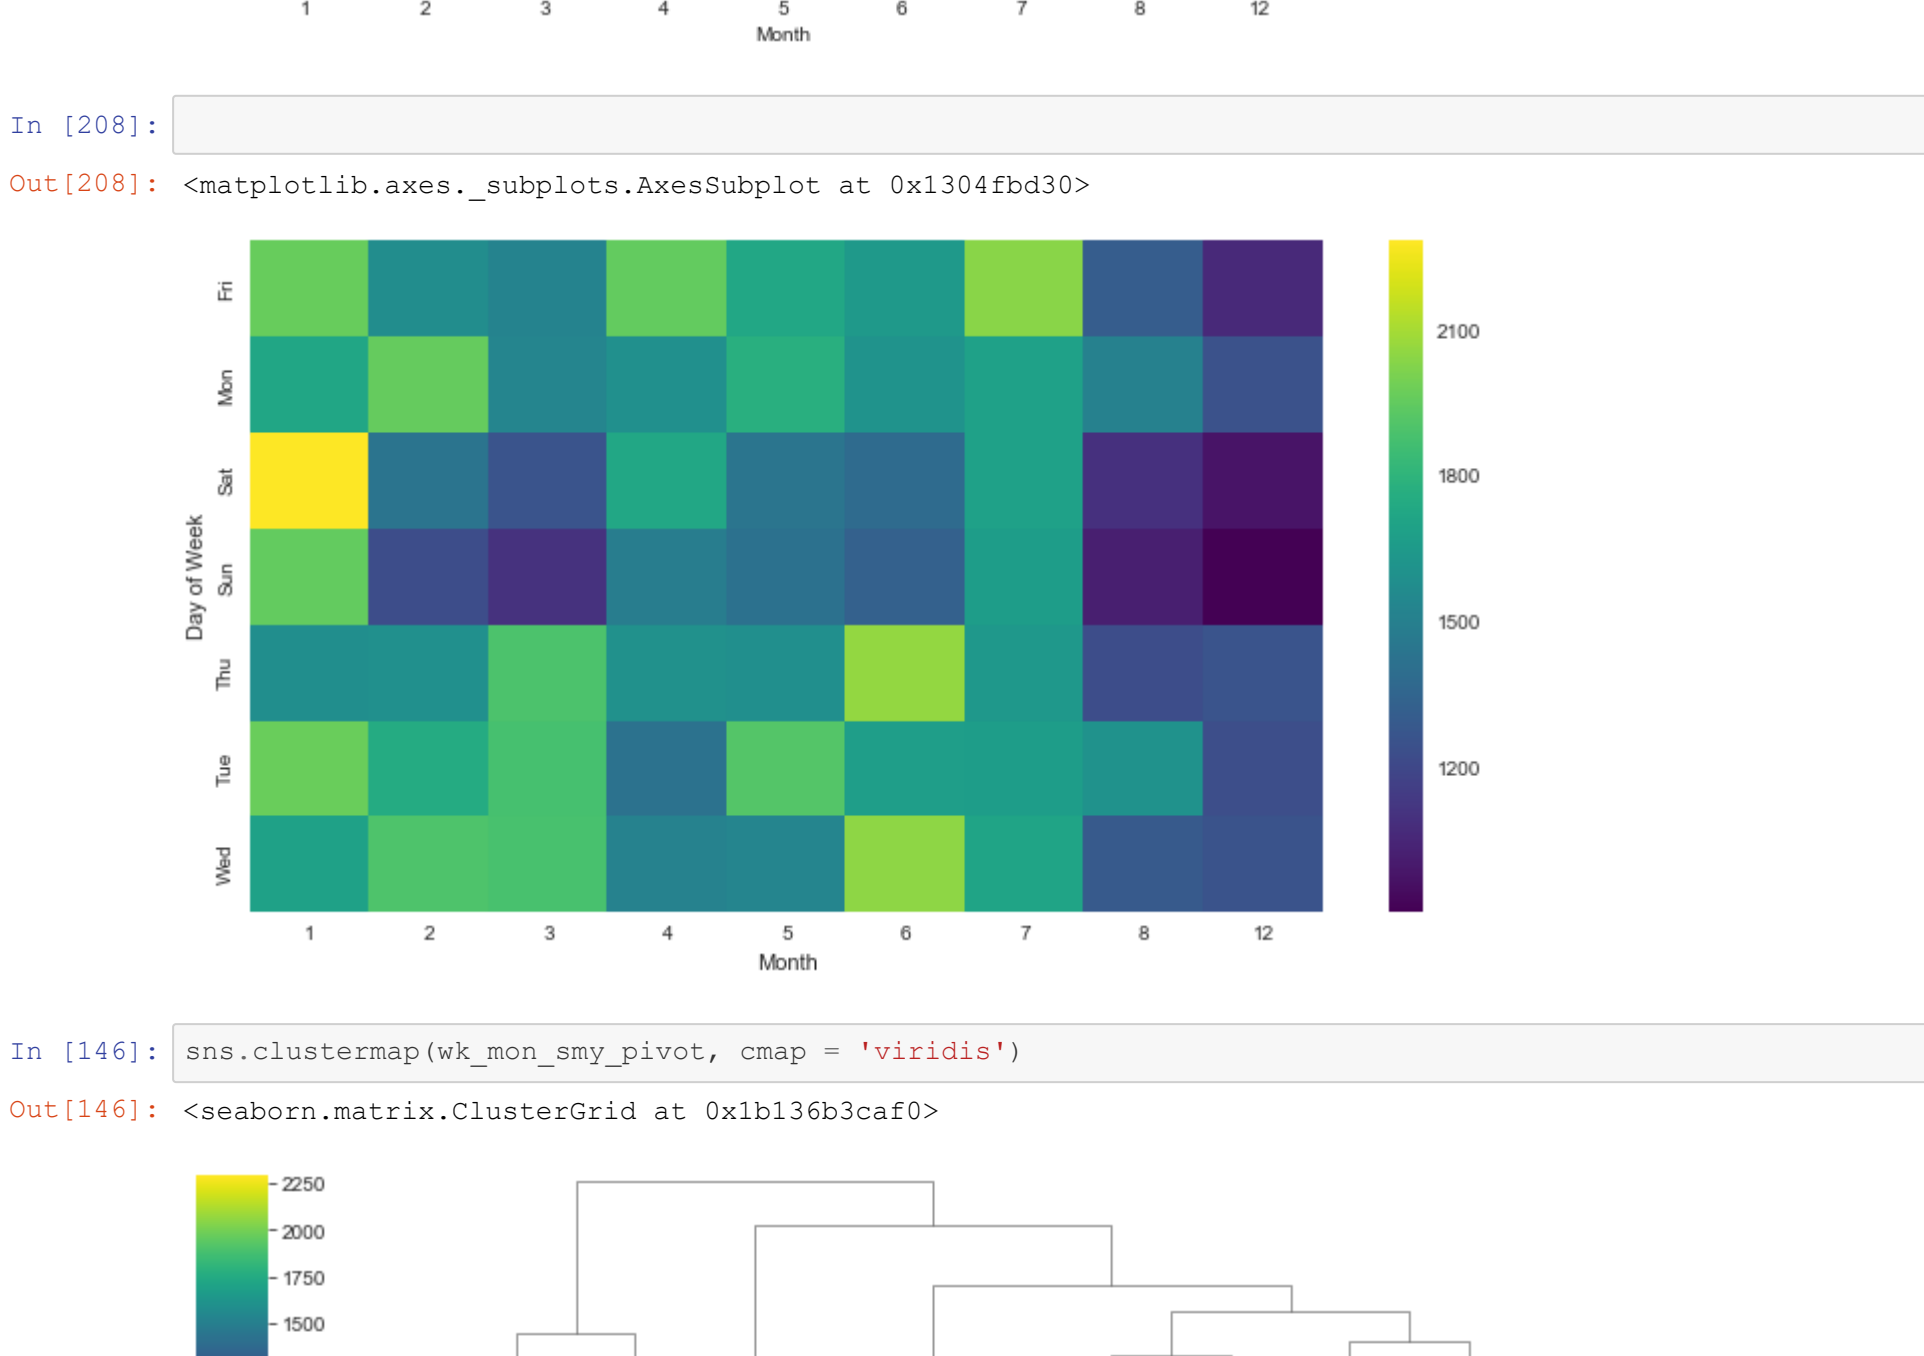 1 2 3 4 5 6 7 8 12
Month
In [208]:
Out[208]: <matplotlib.axes._subplots.AxesSubplot at 0x1304fbd30>
Fri
Mon
Sat
Sun
Thu
Tue
Wed
Day of Week
1 2 3 4 5 6 7 8 12
Month
2100
1800
1500
1200
In [146]: sns.clustermap(wk_mon_smy_pivot, cmap = 'viridis')
Out[146]: <seaborn.matrix.ClusterGrid at 0x1b136b3caf0>
2250
2000
1750
1500